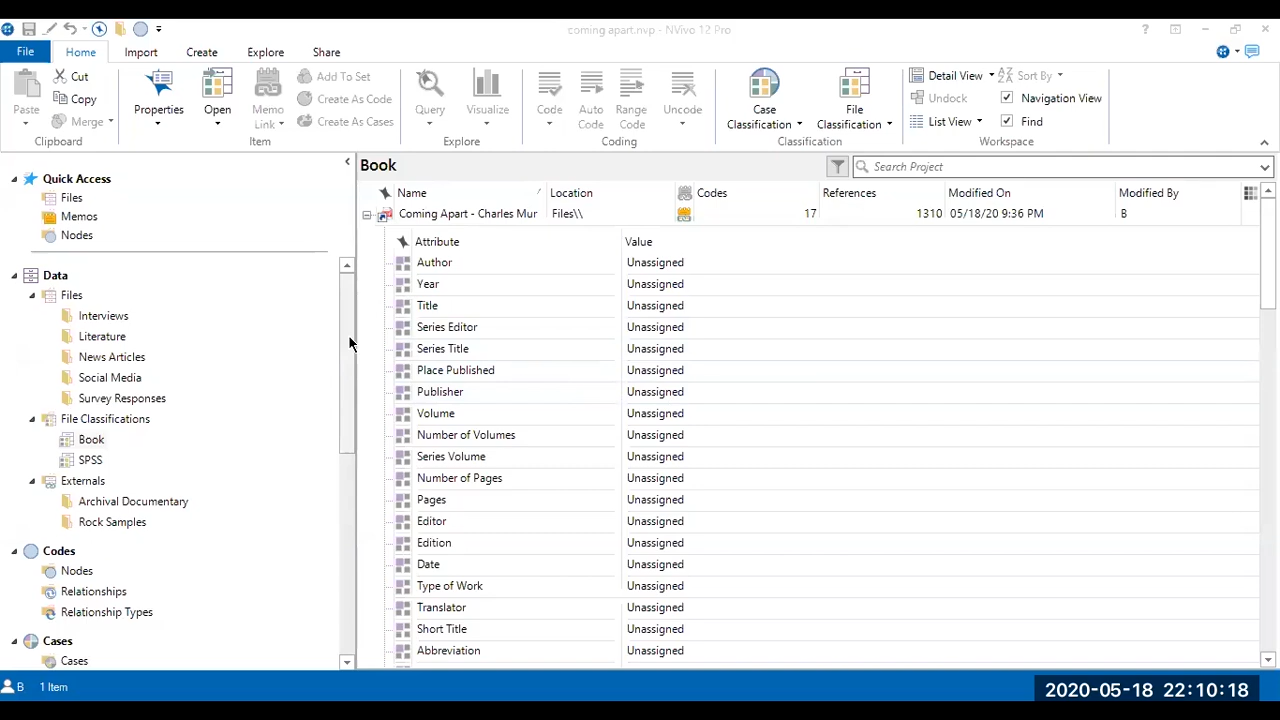 coming apart.nvp - NVivo 12 Pro
File Home Import Create Explore Share
Paste Cut Copy Merge Clipboard
Properties Open Memo Link Add To Set Create As Code Create As Cases Item
Query Visualize Explore
Code Auto Code Range Code Uncode Coding
Case Classification File Classification Classification
Detail View Sort By Undock Navigation View List View Find Workspace
Quick Access
Files
Memos
Nodes
Data
Files
Interviews
Literature
News Articles
Social Media
Survey Responses
File Classifications
Book
SPSS
Externals
Archival Documentary
Rock Samples
Codes
Nodes
Relationships
Relationship Types
Cases
Cases
Book Search Project
Name Location Codes References Modified On Modified By
Coming Apart - Charles Mur Files\\ 17 1310 05/18/20 9:36 PM B
Attribute Value
Author Unassigned
Year Unassigned
Title Unassigned
Series Editor Unassigned
Series Title Unassigned
Place Published Unassigned
Publisher Unassigned
Volume Unassigned
Number of Volumes Unassigned
Series Volume Unassigned
Number of Pages Unassigned
Pages Unassigned
Editor Unassigned
Edition Unassigned
Date Unassigned
Type of Work Unassigned
Translator Unassigned
Short Title Unassigned
Abbreviation Unassigned
B 1 Item
2020-05-18 22:10:18